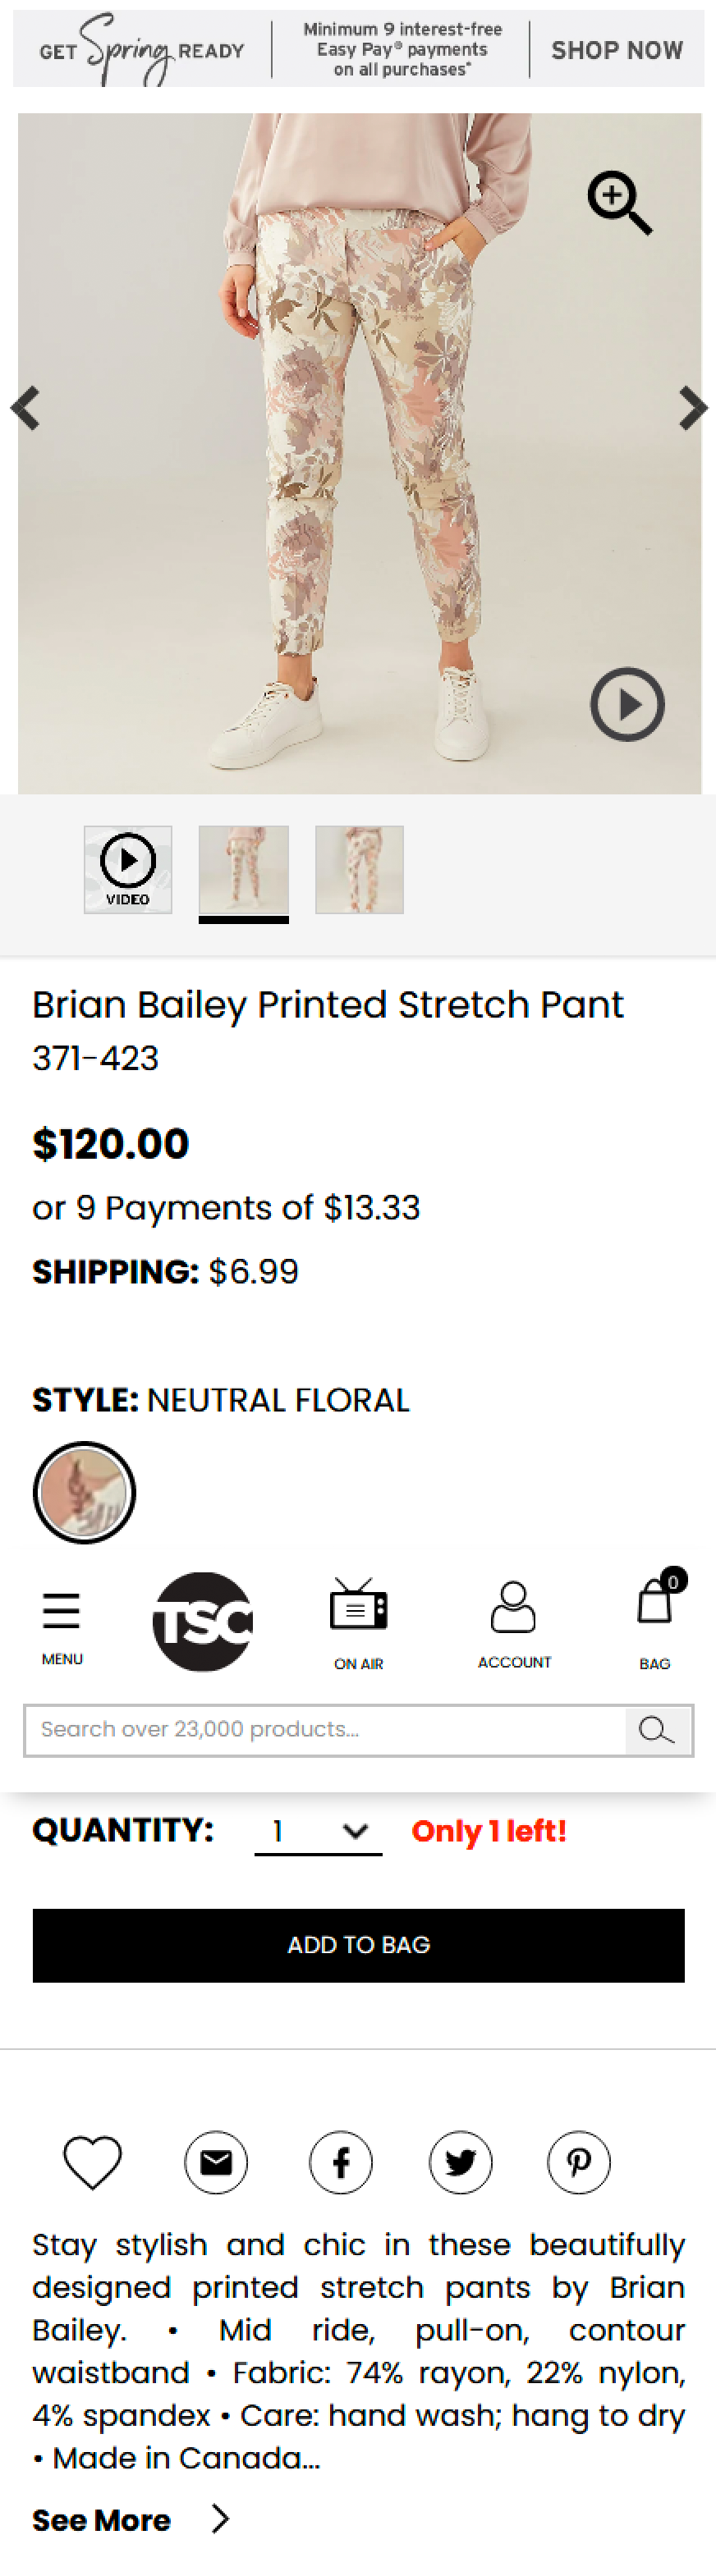 GET Spring READY
Minimum 9 interest-free
Easy Pay® payments
on all purchases*
SHOP NOW
VIDEO
Brian Bailey Printed Stretch Pant
371-423
$120.00
or 9 Payments of $13.33
SHIPPING: $6.99
STYLE: NEUTRAL FLORAL
TSC
0
MENU
ON AIR
ACCOUNT
BAG
Search over 23,000 products...
QUANTITY: 1 Only 1 left!
ADD TO BAG
Stay stylish and chic in these beautifully
designed printed stretch pants by Brian
Bailey. • Mid ride, pull-on, contour
waistband • Fabric: 74% rayon, 22% nylon,
4% spandex • Care: hand wash; hang to dry
• Made in Canada...
See More